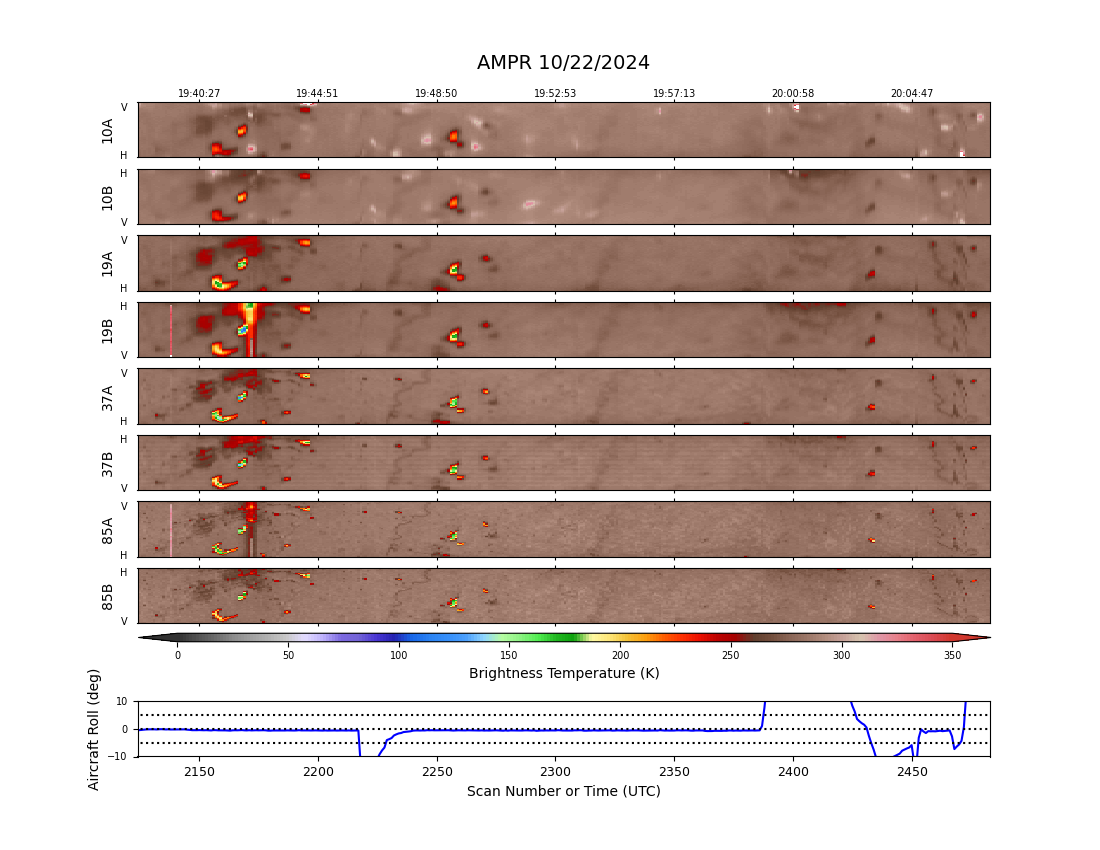 AMPR 10/22/2024
19:40:27 19:44:51 19:48:50 19:52:53 19:57:13 20:00:58 20:04:47
V
10A
H
H
10B
V
V
19A
H
H
19B
V
V
37A
H
H
37B
V
V
85A
H
H
85B
V
0 50 100 150 200 250 300 350
Brightness Temperature (K)
Aircraft Roll (deg)
10
0
−10
2150 2200 2250 2300 2350 2400 2450
Scan Number or Time (UTC)